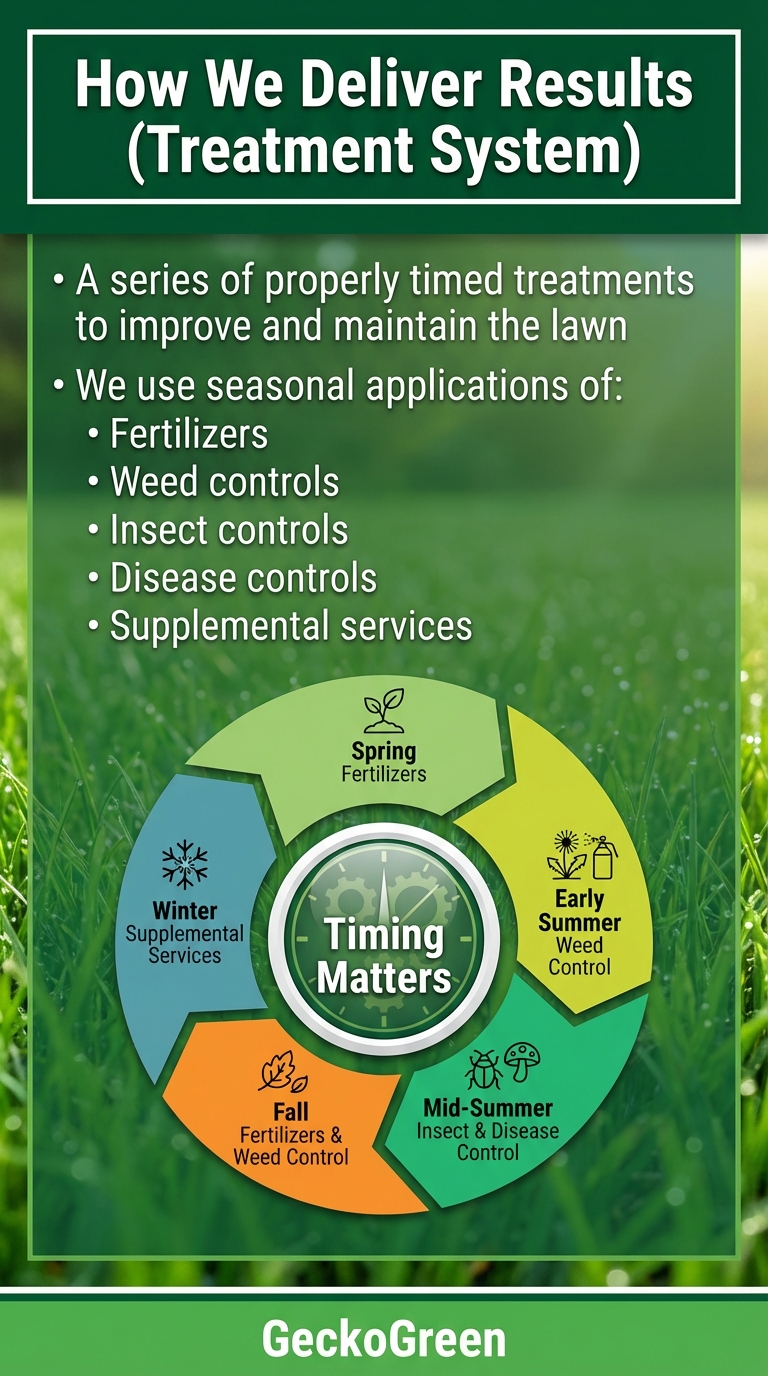 How We Deliver Results
(Treatment System)
• A series of properly timed treatments
to improve and maintain the lawn
• We use seasonal applications of:
• Fertilizers
• Weed controls
• Insect controls
• Disease controls
• Supplemental services
Spring
Fertilizers
Early
Summer
Weed
Control
Mid-Summer
Insect & Disease
Control
Fall
Fertilizers &
Weed Control
Winter
Supplemental
Services
Timing
Matters
GeckoGreen